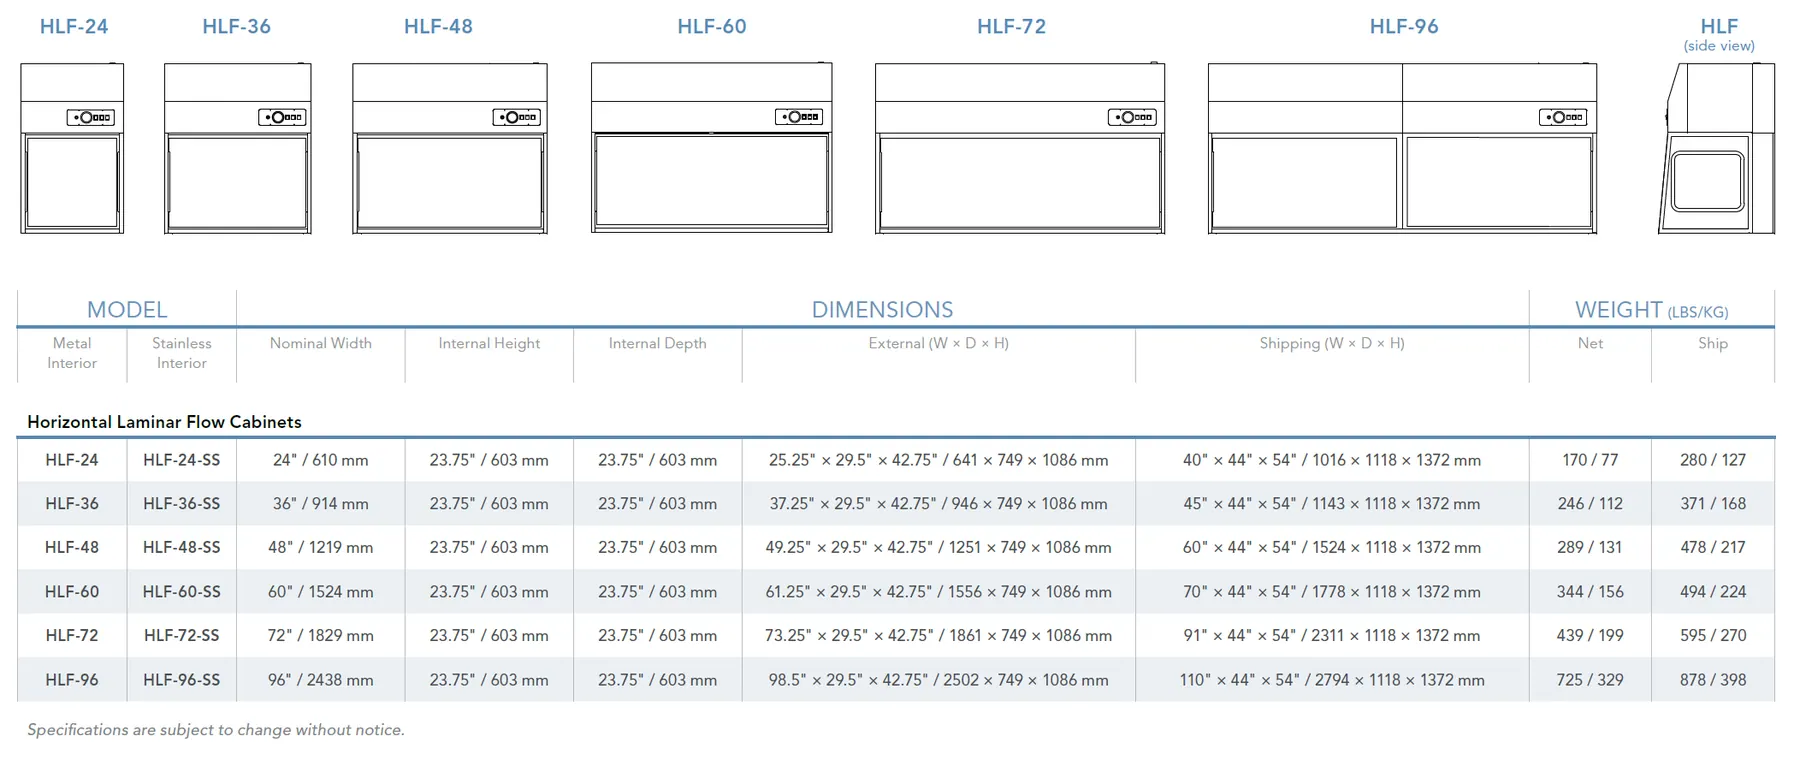 HLF-24 HLF-36 HLF-48 HLF-60 HLF-72 HLF-96 HLF
(side view)
MODEL DIMENSIONS WEIGHT (LBS/KG)
Metal Interior Stainless Interior Nominal Width Internal Height Internal Depth External (W × D × H) Shipping (W × D × H) Net Ship
Horizontal Laminar Flow Cabinets
HLF-24 HLF-24-SS 24" / 610 mm 23.75" / 603 mm 23.75" / 603 mm 25.25" × 29.5" × 42.75" / 641 × 749 × 1086 mm 40" × 44" × 54" / 1016 × 1118 × 1372 mm 170 / 77 280 / 127
HLF-36 HLF-36-SS 36" / 914 mm 23.75" / 603 mm 23.75" / 603 mm 37.25" × 29.5" × 42.75" / 946 × 749 × 1086 mm 45" × 44" × 54" / 1143 × 1118 × 1372 mm 246 / 112 371 / 168
HLF-48 HLF-48-SS 48" / 1219 mm 23.75" / 603 mm 23.75" / 603 mm 49.25" × 29.5" × 42.75" / 1251 × 749 × 1086 mm 60" × 44" × 54" / 1524 × 1118 × 1372 mm 289 / 131 478 / 217
HLF-60 HLF-60-SS 60" / 1524 mm 23.75" / 603 mm 23.75" / 603 mm 61.25" × 29.5" × 42.75" / 1556 × 749 × 1086 mm 70" × 44" × 54" / 1778 × 1118 × 1372 mm 344 / 156 494 / 224
HLF-72 HLF-72-SS 72" / 1829 mm 23.75" / 603 mm 23.75" / 603 mm 73.25" × 29.5" × 42.75" / 1861 × 749 × 1086 mm 91" × 44" × 54" / 2311 × 1118 × 1372 mm 439 / 199 595 / 270
HLF-96 HLF-96-SS 96" / 2438 mm 23.75" / 603 mm 23.75" / 603 mm 98.5" × 29.5" × 42.75" / 2502 × 749 × 1086 mm 110" × 44" × 54" / 2794 × 1118 × 1372 mm 725 / 329 878 / 398
Specifications are subject to change without notice.